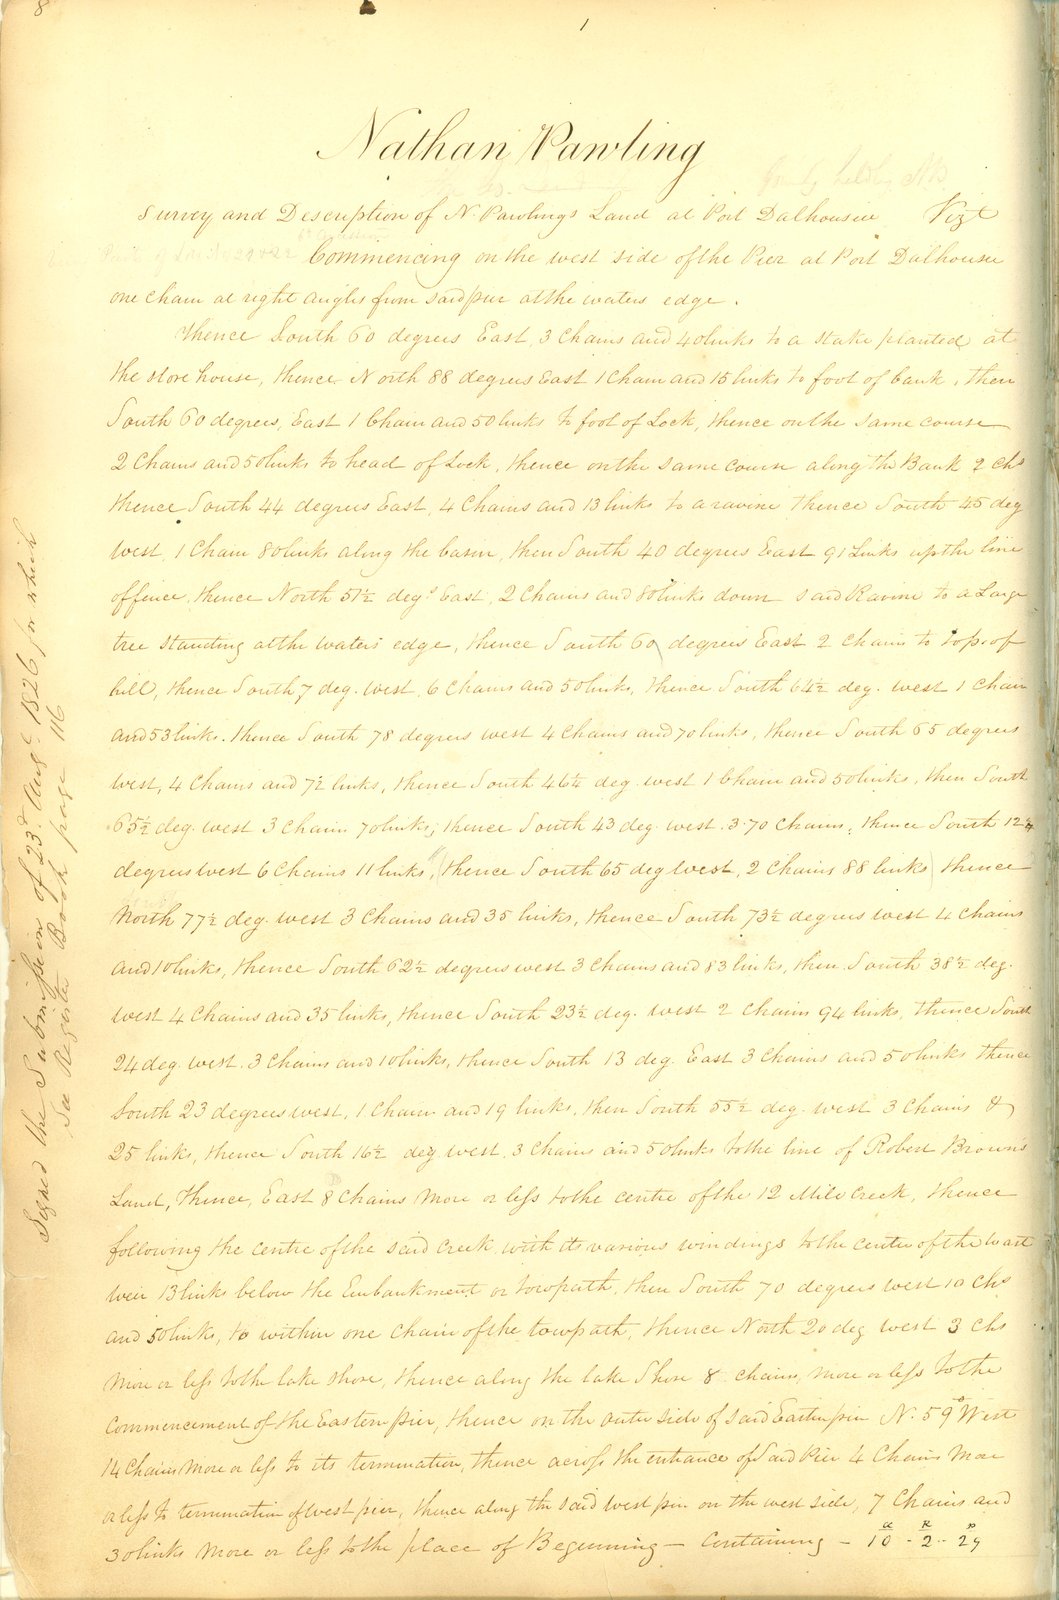 8
1
Nathan Pawling
Survey and Description of N. Pawlings Land at Port Dalhousie Vizt
Commencing on the west side of the Pier at Port Dalhousie
one chain at right angles from said pier at the waters edge.
Thence South 60 degrees East, 3 Chains and 40 links to a stake planted at
the store house, thence North 88 degrees East 1 Chain and 15 links to foot of bank, then
South 60 degrees, East 1 Chain and 50 links to foot of Lock, thence on the same course
2 Chains and 50 links to head of Lock, thence on the same course along the Bank 2 chs
thence South 44 degrees East, 4 Chains and 13 links to a ravine thence South 45 deg
West, 1 Chain 80 links along the basin, then South 40 degrees East 91 Links up the line
of fence, thence North 51½ degs East, 2 Chains and 80 links down said Ravine to a Large
tree standing at the waters edge, thence South 60 degrees East 2 Chains to top of
hill, thence South 7 deg. West, 6 Chains and 50 links, thence South 64½ deg. west 1 Chain
and 53 links. thence South 78 degrees west 4 Chains and 70 links, thence South 65 degrees
West, 4 Chains and 72 links, thence South 46¼ deg. west 1 Chain and 50 links, then South
65½ deg. west 3 Chains 70 links; thence South 43 deg. west. 3.70 Chains, thence South 12¼
degrees west 6 Chains 11 links, (thence South 65 deg West, 2 Chains 88 links) thence
North 77½ deg. west 3 Chains and 35 links, thence South 73½ degrees west 4 Chains
and 10 links, thence South 62½ degrees west 3 Chains and 83 links, then South 38½ deg.
West 4 Chains and 35 links, thence South 23½ deg. west 2 Chains 94 links, thence South
24 deg. west. 3 Chains and 10 links, thence South 13 deg. East 3 Chains and 50 links thence
South 23 degrees west, 1 Chain and 19 links, then South 55½ deg. west 3 Chains &
25 links, thence South 16½ deg west, 3 Chains and 50 links to the line of Robert Browns
Land, Thence, East 8 Chains more or less to the centre of the 12 Mile Creek, thence
following the centre of the said creek with its various windings to the centre of the wast
weir 13 links below the Embankment or towpath, then South 70 degrees west 10 Chs
and 50 links, to within one chain of the towpath, thence North 20 deg west 3 Chs
more or less to the lake shore, thence along the lake Shore 8 chains, more or less to the
Commencement of the Eastern pier, thence on the outer side of said Eastern pier N. 59° West
14 Chains more or less to its termination, thence across the entrance of Said Pier 4 Chains more
or less to termination of west pier, thence along the said west pier on the west side, 7 Chains and
30 links more or less to the place of Beginning — Containing —
A R P
10 - 2 .. 29
Signed the Submission of 23d. Augt. 1826 for which
See Register Book page 116